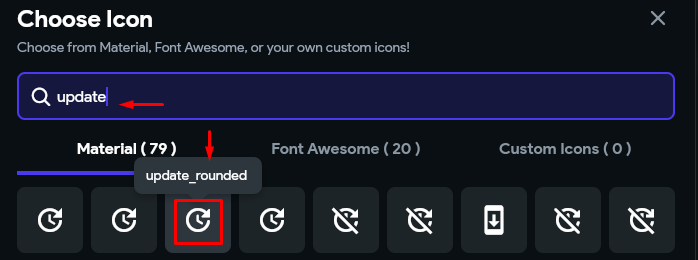 Choose Icon
Choose from Material, Font Awesome, or your own custom icons!
update
Material ( 79 )
Font Awesome ( 20 )
Custom Icons ( 0 )
update_rounded